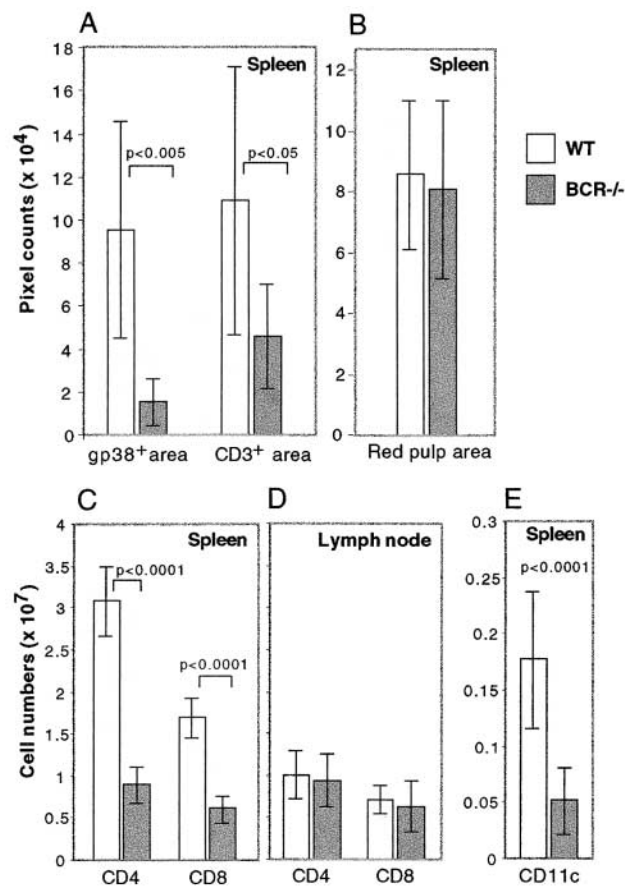 A
Spleen
18
16
14
12
10
8
6
4
2
0
Pixel counts (x 10⁴)
p<0.005
p<0.05
gp38⁺area
CD3⁺ area
B
Spleen
12
10
8
6
4
2
0
Red pulp area
WT
BCR-/-
C
Spleen
4
3.5
3
2.5
2
1.5
1
0.5
0
Cell numbers (x 10⁷)
p<0.0001
p<0.0001
CD4
CD8
D
Lymph node
CD4
CD8
E
0.3
Spleen
0.25
p<0.0001
0.2
0.15
0.1
0.05
0
CD11c